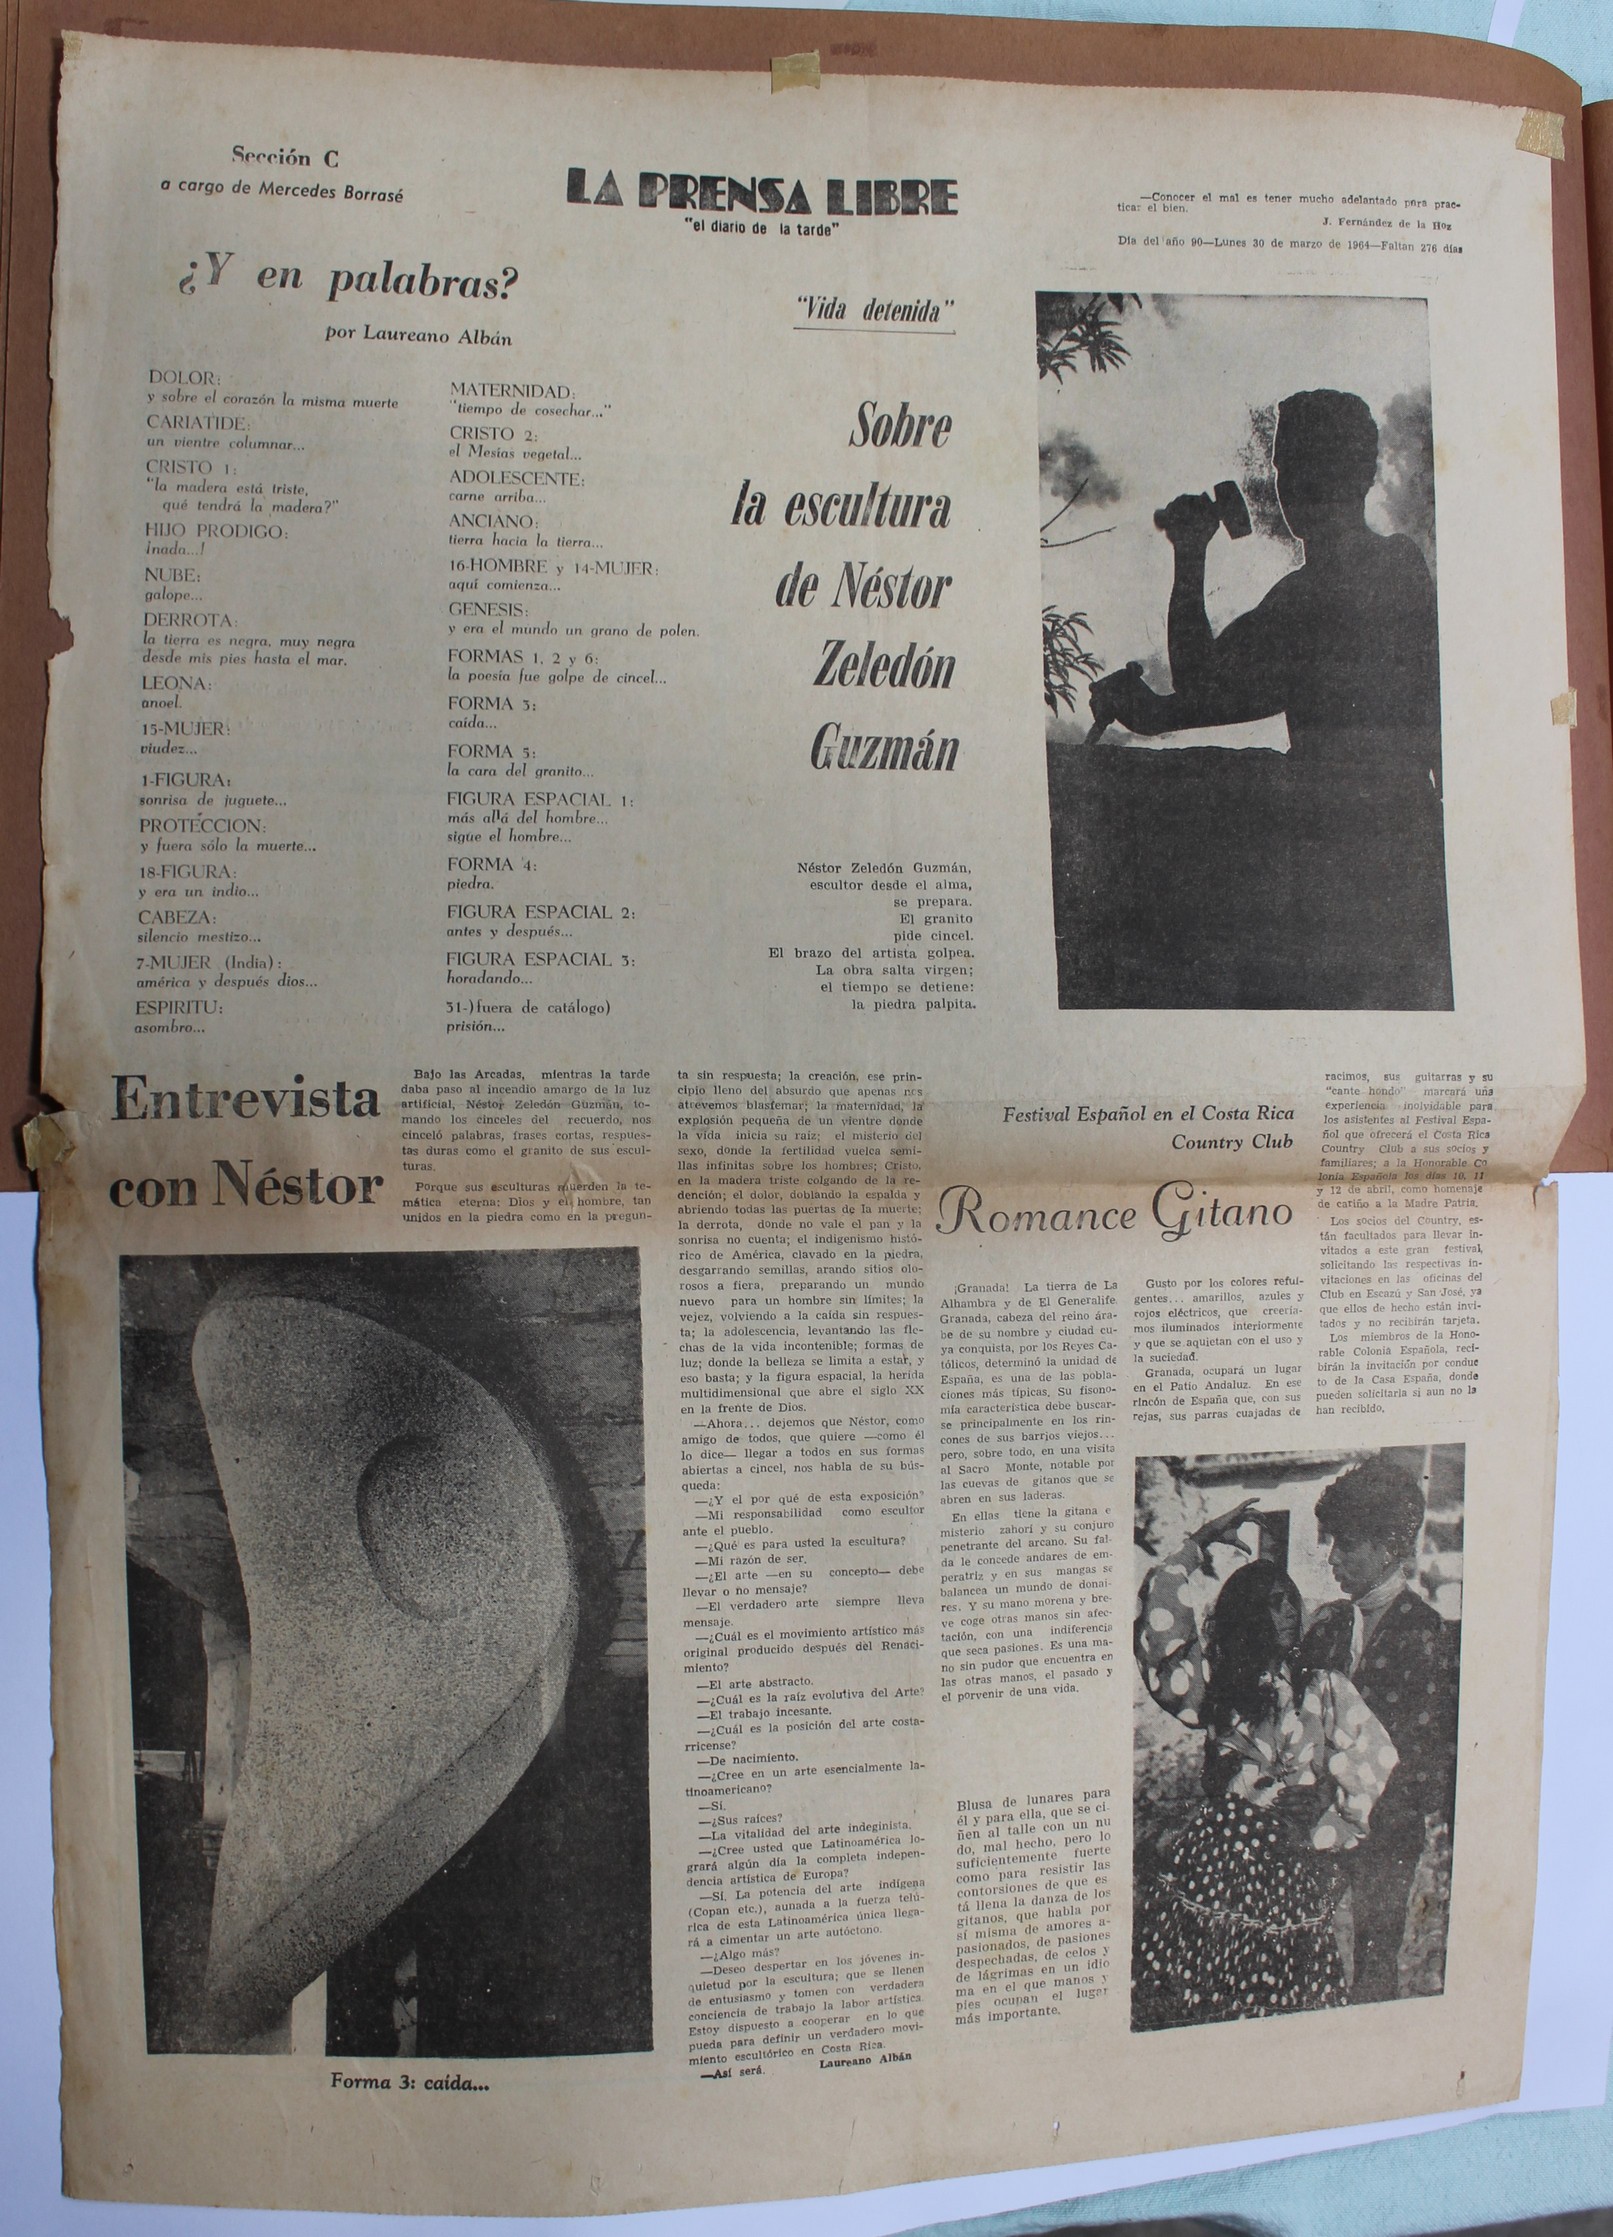 Sección C
a cargo de Mercedes Borrasé
LA PRENSA LIBRE
"el diario de la tarde"
—Conocer el mal es tener mucho adelantado para prac-
ticar el bien.
J. Fernández de la Hoz
Día del año 90—Lunes 30 de marzo de 1964—Faltan 276 días
¿Y en palabras?
por Laureano Albán
DOLOR:
y sobre el corazón la misma muerte
CARIATIDE:
un vientre columnar...
CRISTO 1:
"la madera está triste,
qué tendrá la madera?"
HIJO PRODIGO:
¡nada...!
NUBE:
galope...
DERROTA:
la tierra es negra, muy negra
desde mis pies hasta el mar.
LEONA:
anoel.
15-MUJER:
viudez...
1-FIGURA:
sonrisa de juguete...
PROTECCION:
y fuera sólo la muerte...
18-FIGURA:
y era un indio...
CABEZA:
silencio mestizo...
7-MUJER (India):
américa y después dios...
ESPIRITU:
asombro...
MATERNIDAD:
"tiempo de cosechar..."
CRISTO 2:
el Mesías vegetal...
ADOLESCENTE:
carne arriba...
ANCIANO:
tierra hacia la tierra...
16-HOMBRE y 14-MUJER:
aquí comienza...
GENESIS:
y era el mundo un grano de polen.
FORMAS 1, 2 y 6:
la poesía fue golpe de cincel...
FORMA 3:
caída...
FORMA 5:
la cara del granito...
FIGURA ESPACIAL 1:
más allá del hombre...
sigue el hombre...
FORMA 4:
piedra.
FIGURA ESPACIAL 2:
antes y después...
FIGURA ESPACIAL 3:
horadando...
31-)fuera de catálogo)
prisión...
"Vida detenida"
Sobre
la escultura
de Néstor
Zeledón
Guzmán
Néstor Zeledón Guzmán,
escultor desde el alma,
se prepara.
El granito
pide cincel.
El brazo del artista golpea.
La obra salta virgen;
el tiempo se detiene:
la piedra palpita.
Entrevista
con Néstor
Bajo las Arcadas, mientras la tarde
daba paso al incendio amargo de la luz
artificial, Néstor Zeledón Guzmán, to-
mando los cinceles del recuerdo, nos
cinceló palabras, frases cortas, respues-
tas duras como el granito de sus escul-
turas.
Porque sus esculturas muerden la te-
mática eterna: Dios y el hombre, tan
unidos en la piedra como en la pregun-
ta sin respuesta; la creación, ese prin-
cipio lleno del absurdo que apenas nos
atrevemos blasfemar; la maternidad, la
explosión pequeña de un vientre donde
la vida inicia su raíz; el misterio del
sexo, donde la fertilidad vuelca semi-
llas infinitas sobre los hombres; Cristo,
en la madera triste colgando de la re-
dención; el dolor, doblando la espalda y
abriendo todas las puertas de la muerte;
la derrota, donde no vale el pan y la
sonrisa no cuenta; el indigenismo histó-
rico de América, clavado en la piedra,
desgarrando semillas, arando sitios olo-
rosos a fiera, preparando un mundo
nuevo para un hombre sin límites; la
vejez, volviendo a la caída sin respues-
ta; la adolescencia, levantando las fle-
chas de la vida incontenible; formas de
luz; donde la belleza se limita a estar, y
eso basta; y la figura espacial, la herida
multidimensional que abre el siglo XX
en la frente de Dios.
—Ahora... dejemos que Néstor, como
amigo de todos, que quiere —como él
lo dice— llegar a todos en sus formas
abiertas a cincel, nos habla de su bús-
queda:
—¿Y el por qué de esta exposición?
—Mi responsabilidad como escultor
ante el pueblo.
—¿Qué es para usted la escultura?
—Mi razón de ser.
—¿El arte —en su concepto— debe
llevar o no mensaje?
—El verdadero arte siempre lleva
mensaje.
—¿Cuál es el movimiento artístico más
original producido después del Renaci-
miento?
—El arte abstracto.
—¿Cuál es la raíz evolutiva del Arte?
—El trabajo incesante.
—¿Cuál es la posición del arte costa-
rricense?
—De nacimiento.
—¿Cree en un arte esencialmente la-
tinoamericano?
—Sí.
—¿Sus raíces?
—La vitalidad del arte indeginista.
—¿Cree usted que Latinoamérica lo-
grará algún día la completa indepen-
dencia artística de Europa?
—Sí. La potencia del arte indígena
(Copan etc.), aunada a la fuerza telú-
rica de esta Latinoamérica única llega-
rá a cimentar un arte autóctono.
—¿Algo más?
—Deseo despertar en los jóvenes in-
quietud por la escultura; que se llenen
de entusiasmo y tomen con verdadera
conciencia de trabajo la labor artística.
Estoy dispuesto a cooperar en lo que
pueda para definir un verdadero movi-
miento escultórico en Costa Rica.
—Así será.
Laureano Albán
Forma 3: caída...
Festival Español en el Costa Rica
Country Club
Romance Gitano
¡Granada! La tierra de La
Alhambra y de El Generalife.
Granada, cabeza del reino ára-
be de su nombre y ciudad cu-
ya conquista, por los Reyes Ca-
tólicos, determinó la unidad de
España, es una de las pobla-
ciones más típicas. Su fisono-
mía característica debe buscar-
se principalmente en los rin-
cones de sus barrios viejos...
pero, sobre todo, en una visita
al Sacro Monte, notable por
las cuevas de gitanos que se
abren en sus laderas.
En ellas tiene la gitana e
misterio zahorí y su conjuro
penetrante del arcano. Su fal-
da le concede andares de em-
peratriz y en sus mangas se
balancea un mundo de donai-
res. Y su mano morena y bre-
ve coge otras manos sin afec-
tación, con una indiferencia
que seca pasiones. Es una ma-
no sin pudor que encuentra en
las otras manos, el pasado y
el porvenir de una vida.
Gusto por los colores reful-
gentes... amarillos, azules y
rojos eléctricos, que creería-
mos iluminados interiormente
y que se aquietan con el uso y
la suciedad.
Granada, ocupará un lugar
en el Patio Andaluz. En ese
rincón de España que, con sus
rejas, sus parras cuajadas de
racimos, sus guitarras y su
"cante hondo" marcará una
experiencia inolvidable para
los asistentes al Festival Espa-
ñol que ofrecerá el Costa Rica
Country Club a sus socios y
familiares; a la Honorable Co
lonia Española los días 10, 11
y 12 de abril, como homenaje
de cariño a la Madre Patria.
Los socios del Country, es-
tán facultados para llevar in-
vitados a este gran festival,
solicitando las respectivas in-
vitaciones en las oficinas del
Club en Escazú y San José, ya
que ellos de hecho están invi-
tados y no recibirán tarjeta.
Los miembros de la Hono-
rable Colonia Española, reci-
birán la invitación por conduc
to de la Casa España, donde
pueden solicitarla si aun no la
han recibido.
Blusa de lunares para
él y para ella, que se ci-
ñen al talle con un nu
do, mal hecho, pero lo
suficientemente fuerte
como para resistir las
contorsiones de que es
tá llena la danza de los
gitanos, que habla por
sí misma de amores a-
pasionados, de pasiones
despechadas, de celos y
de lágrimas en un idio
ma en el que manos y
pies ocupan el lugar
más importante.